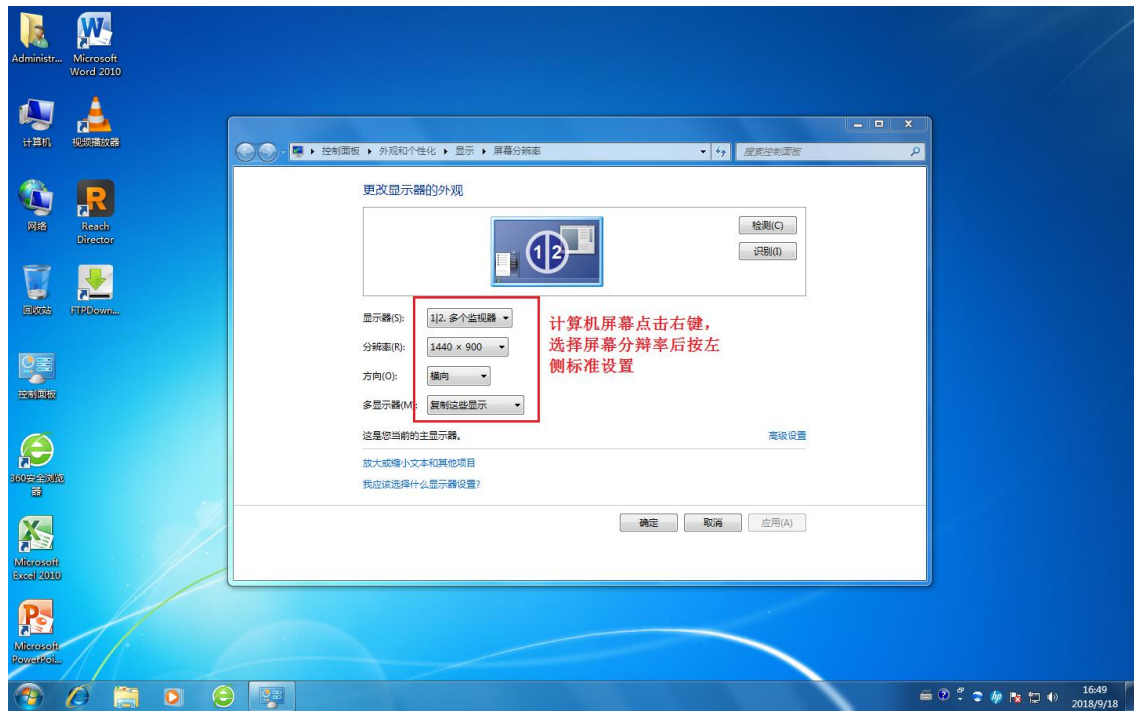 Administr...
Microsoft
Word 2010
计算机
视频播放器
网络
Reach
Director
回收站
FTPDown...
控制面板
360安全浏览
器
Microsoft
Excel 2010
Microsoft
PowerPoi...
控制面板 外观和个性化 显示 屏幕分辨率
搜索控制面板
更改显示器的外观
1|2
检测(C)
识别(I)
显示器(S): 1|2. 多个监视器
分辨率(R): 1440 × 900
方向(O): 横向
多显示器(M): 复制这些显示
计算机屏幕点击右键，
选择屏幕分辩率后按左
侧标准设置
这是您当前的主显示器。
高级设置
放大或缩小文本和其他项目
我应该选择什么显示器设置?
确定 取消 应用(A)
16:49
2018/9/18